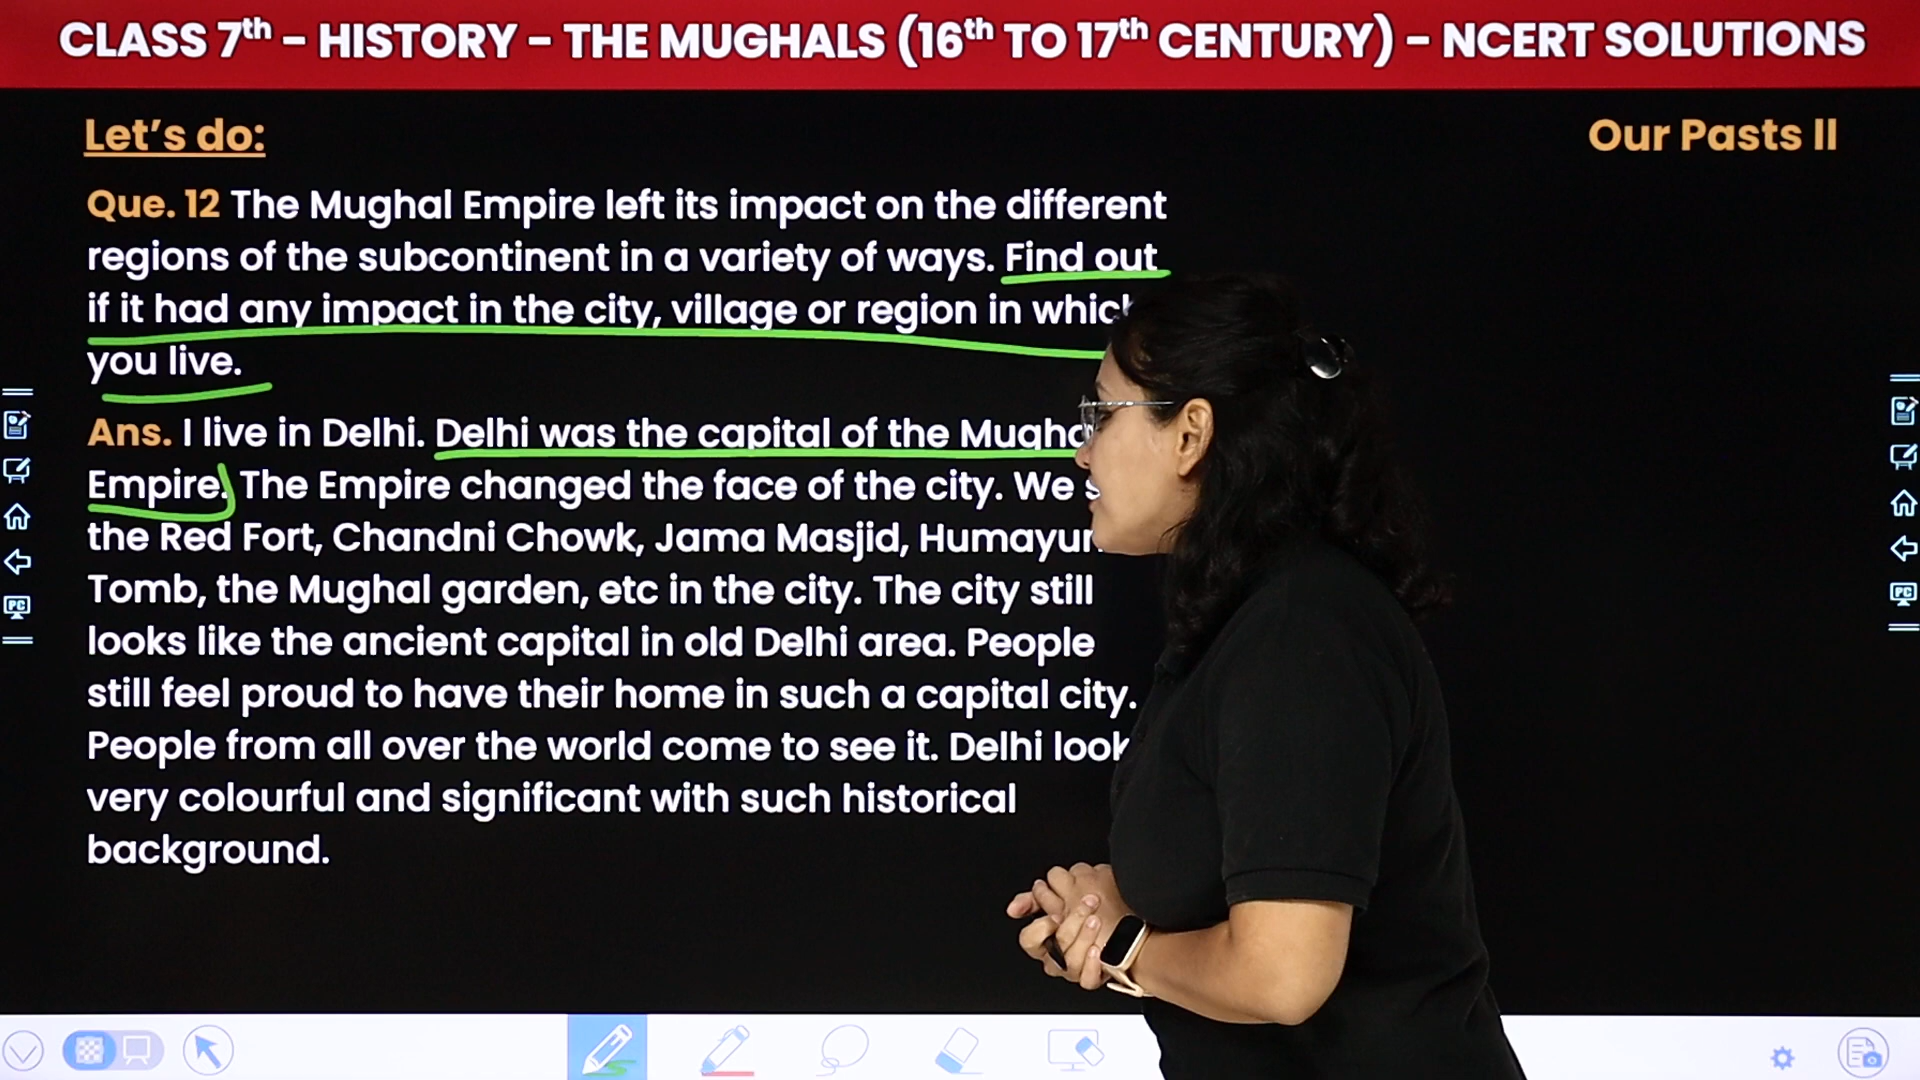 CLASS 7th – HISTORY – THE MUGHALS (16th TO 17th CENTURY) – NCERT SOLUTIONS
Let's do:
Our Pasts II
Que. 12 The Mughal Empire left its impact on the different
regions of the subcontinent in a variety of ways. Find out
if it had any impact in the city, village or region in
you live.
Ans. I live in Delhi. Delhi was the capital of the
Empire. The Empire changed the face of the city. We
the Red Fort, Chandni Chowk, Jama Masjid,
Tomb, the Mughal garden, etc in the city. The city still
looks like the ancient capital in old Delhi area. People
still feel proud to have their home in such a capital city.
People from all over the world come to see it. Delhi
very colourful and significant with such historical
background.
PC
PC